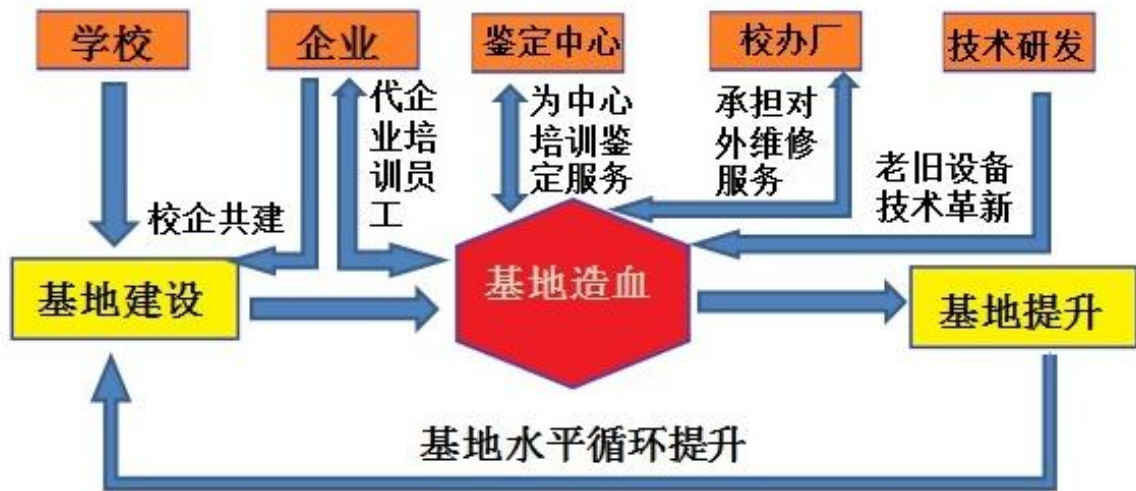 学校
企业
鉴定中心
校办厂
技术研发
代企
业培
训员
工
为中心
培训鉴
定服务
承担对
外维修
服务
老旧设备
技术革新
校企共建
基地建设
基地造血
基地提升
基地水平循环提升